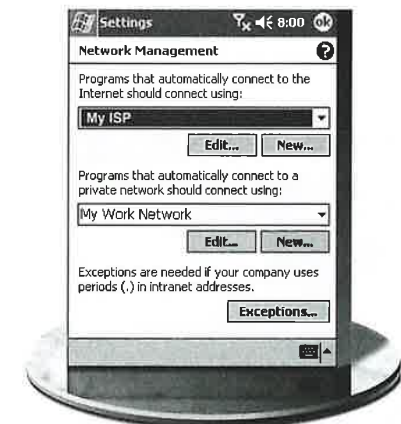 Settings 8:00 ok
Network Management ?
Programs that automatically connect to the
Internet should connect using:
My ISP
Edit... New...
Programs that automatically connect to a
private network should connect using:
My Work Network
Edit... New...
Exceptions are needed if your company uses
periods (.) in intranet addresses.
Exceptions...